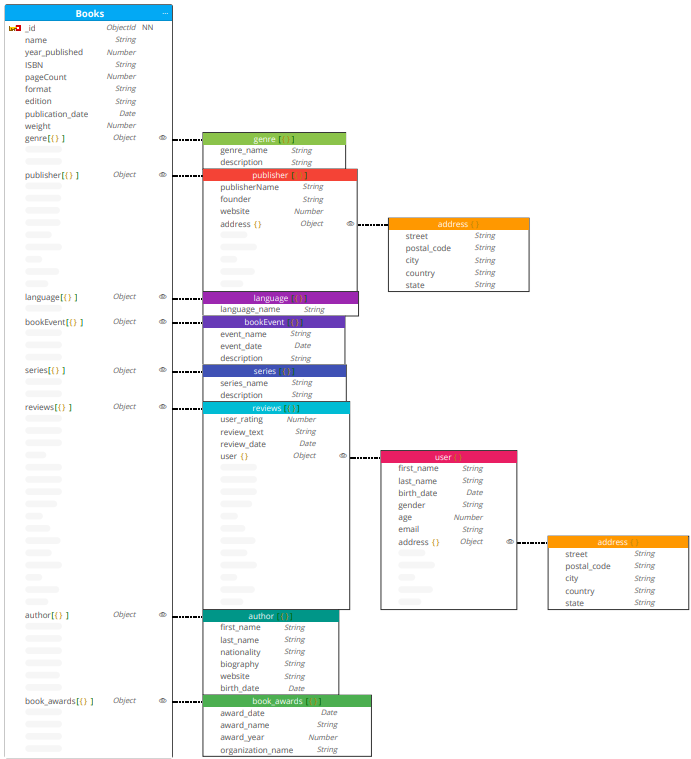 Books ...
_id ObjectId NN
name String
year_published Number
ISBN String
pageCount Number
format String
edition String
publication_date Date
weight Number
genre[{} ] Object
genre [{} ]
genre_name String
description String
publisher[{} ] Object
publisher [{} ]
publisherName String
founder String
website Number
address {} Object
address {}
street String
postal_code String
city String
country String
state String
language[{} ] Object
language [{} ]
language_name String
bookEvent[{} ] Object
bookEvent [{} ]
event_name String
event_date Date
description String
series[{} ] Object
series [{} ]
series_name String
description String
reviews[{} ] Object
reviews [{} ]
user_rating Number
review_text String
review_date Date
user {} Object
user {}
first_name String
last_name String
birth_date Date
gender String
age Number
email String
address {} Object
address {}
street String
postal_code String
city String
country String
state String
author[{} ] Object
author [{} ]
first_name String
last_name String
nationality String
biography String
website String
birth_date Date
book_awards[{} ] Object
book_awards [{} ]
award_date Date
award_name String
award_year Number
organization_name String